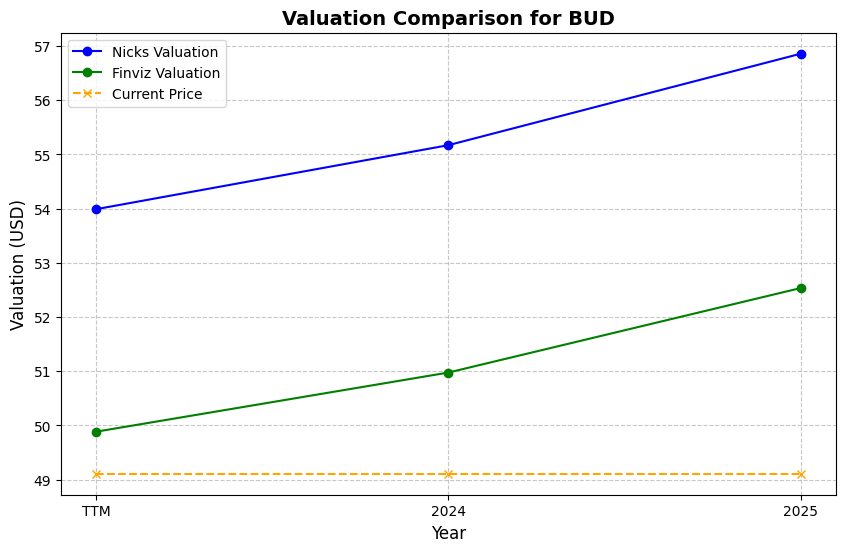 Valuation Comparison for BUD
Nicks Valuation
Finviz Valuation
Current Price
Valuation (USD)
57
56
55
54
53
52
51
50
49
TTM
2024
2025
Year